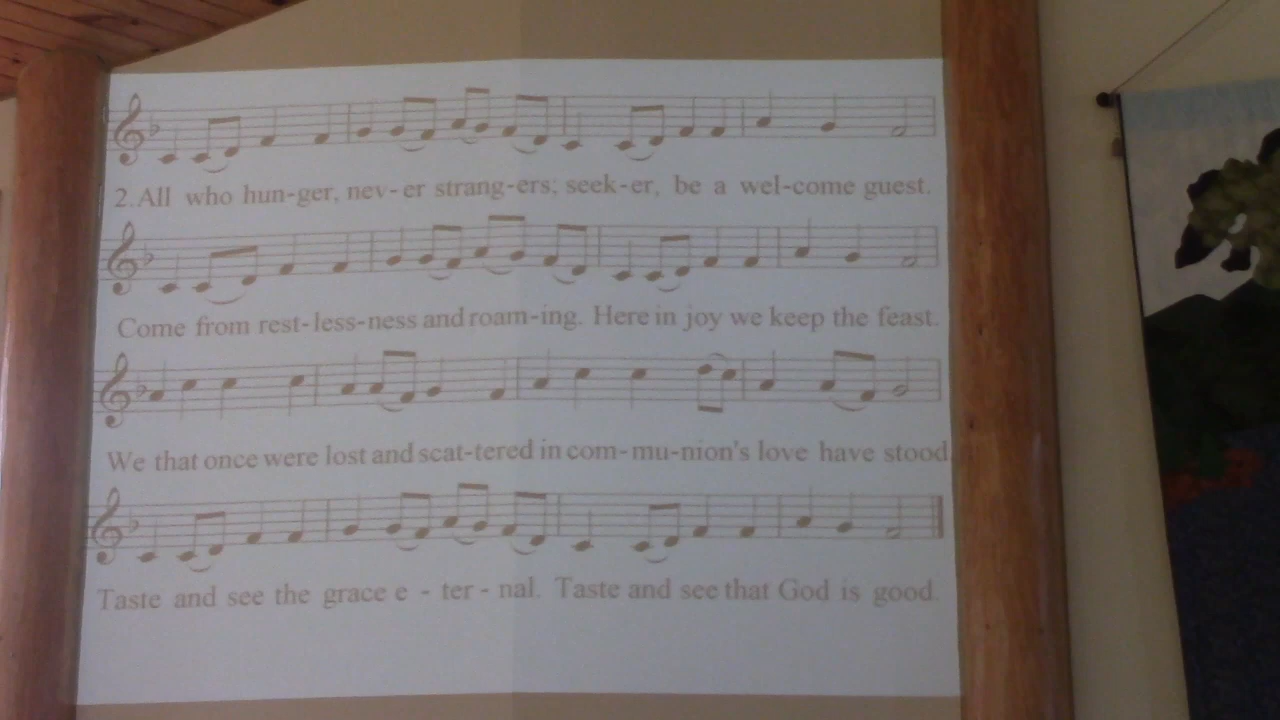 2. All who hun-ger, nev-er strang-ers; seek-er, be a wel-come guest.
Come from rest-less-ness and roam-ing. Here in joy we keep the feast.
We that once were lost and scat-tered in com-mu-nion's love have stood.
Taste and see the grace e - ter - nal. Taste and see that God is good.